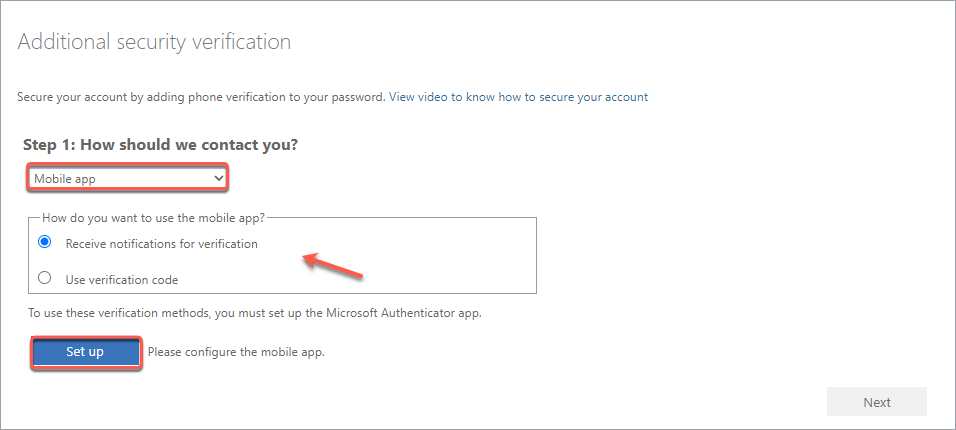 Additional security verification
Secure your account by adding phone verification to your password. View video to know how to secure your account
Step 1: How should we contact you?
Mobile app
How do you want to use the mobile app?
Receive notifications for verification
Use verification code
To use these verification methods, you must set up the Microsoft Authenticator app.
Set up Please configure the mobile app.
Next